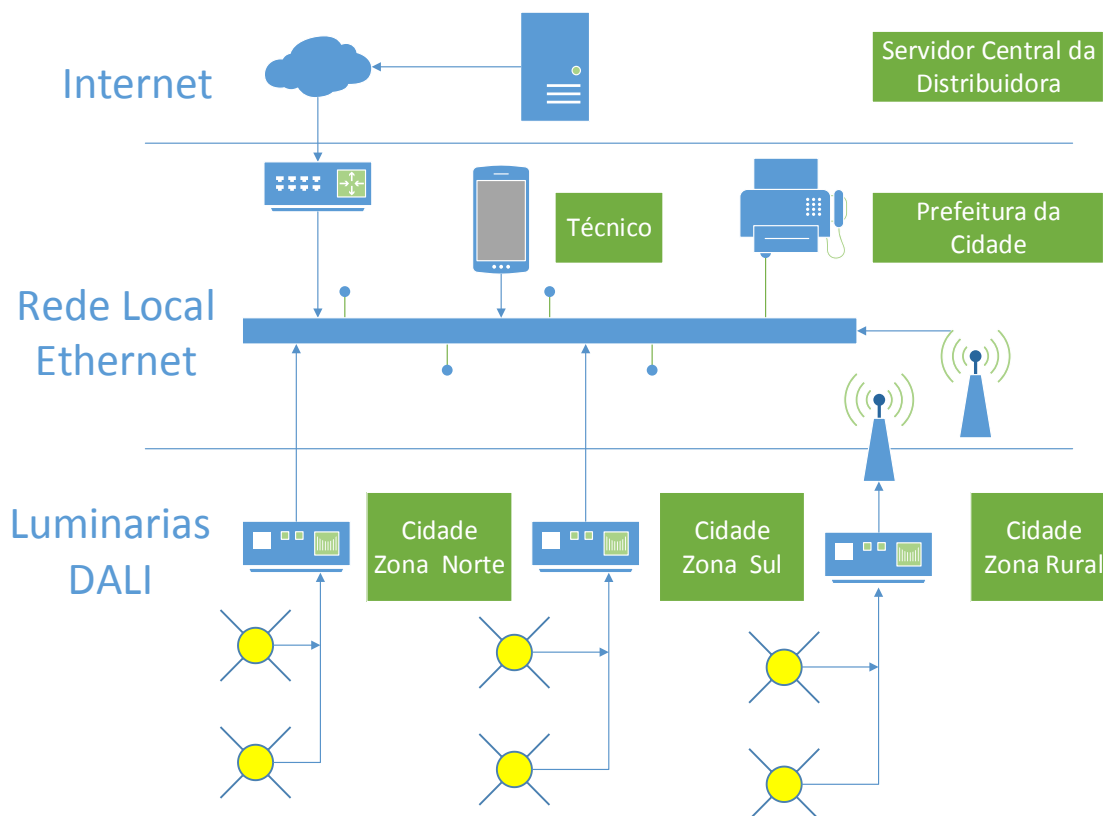 Internet
Servidor Central da
Distribuidora
Técnico
Prefeitura da
Cidade
Rede Local
Ethernet
Luminarias
DALI
Cidade
Zona Norte
Cidade
Zona Sul
Cidade
Zona Rural